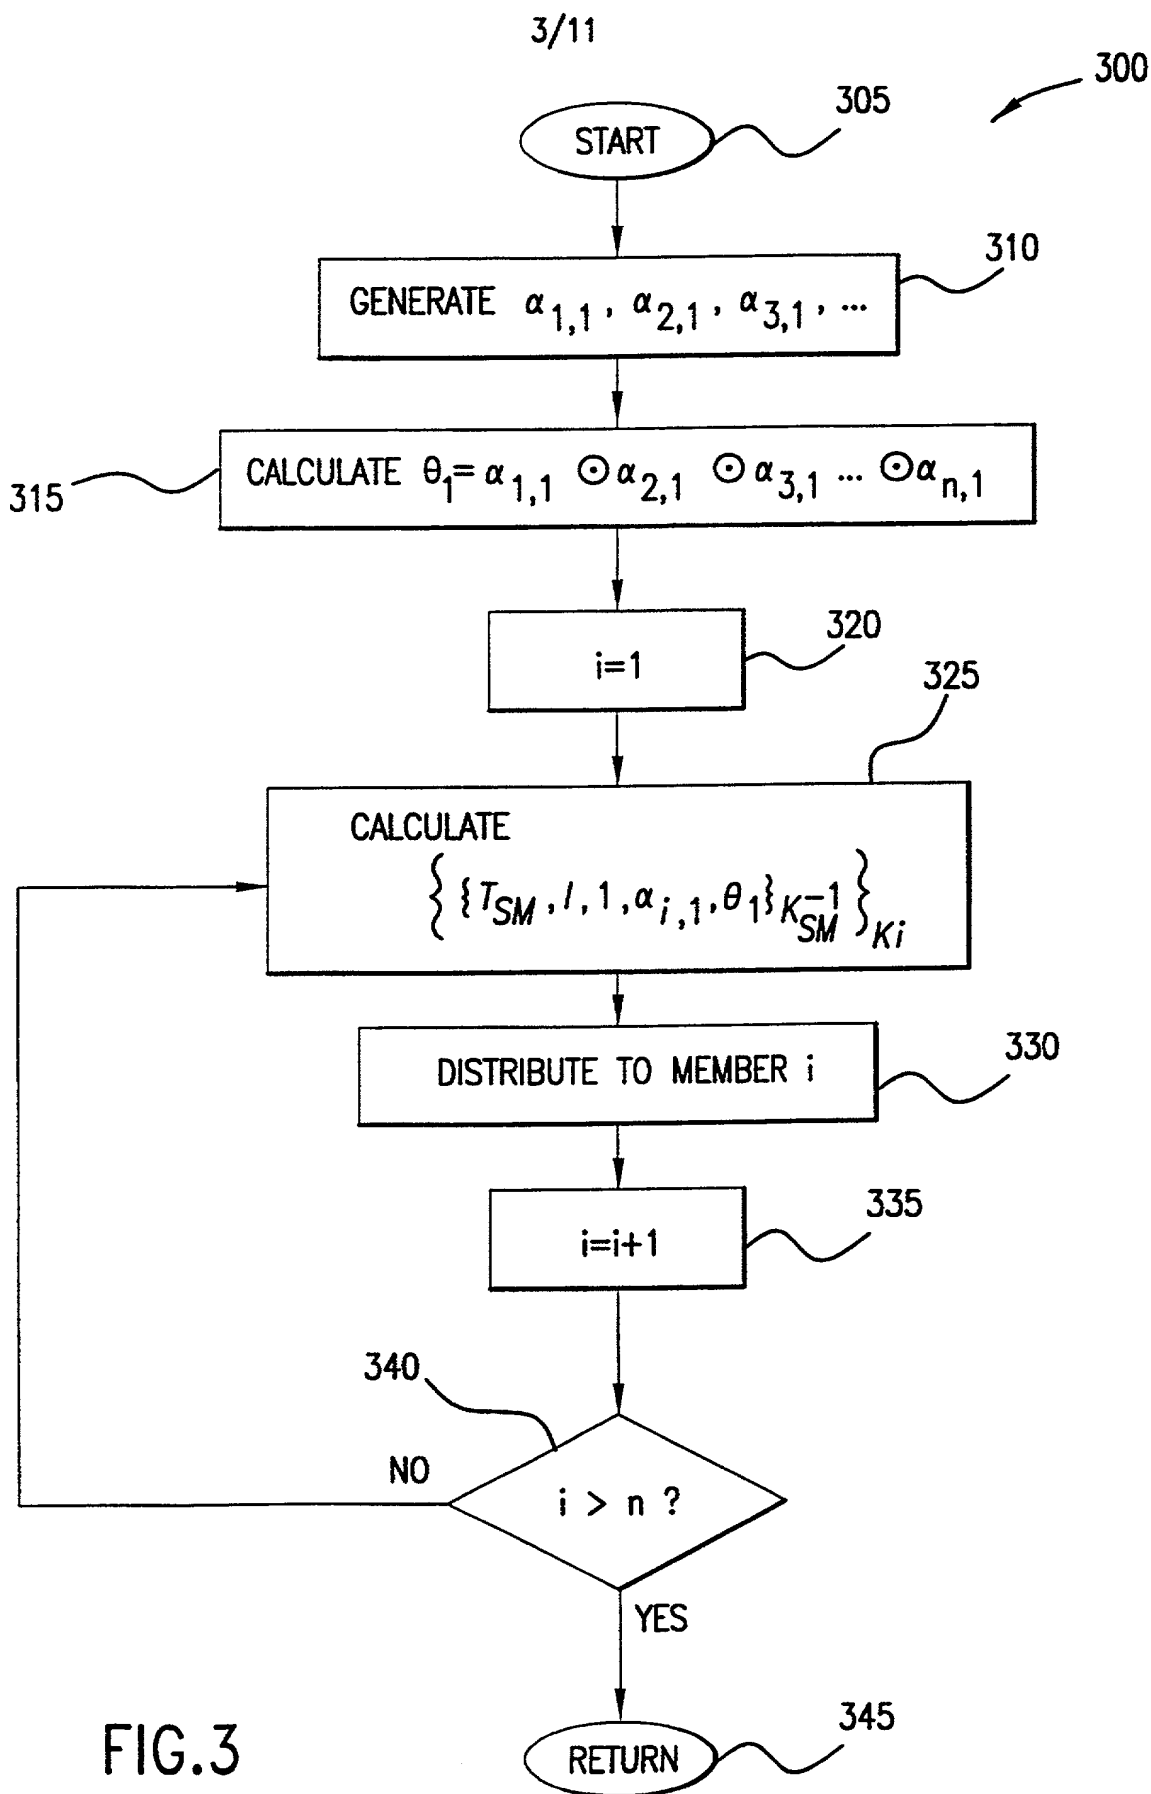 3/11
300
305
START
310
GENERATE α1,1 , α2,1 , α3,1 , ...
315
CALCULATE θ1= α1,1 ⊙ α2,1 ⊙ α3,1 ... ⊙ αn,1
320
i=1
325
CALCULATE
{ {TSM , I , 1 , αi,1 , θ1}K-1SM }Ki
330
DISTRIBUTE TO MEMBER i
335
i=i+1
340
NO
i > n ?
YES
345
RETURN
FIG.3